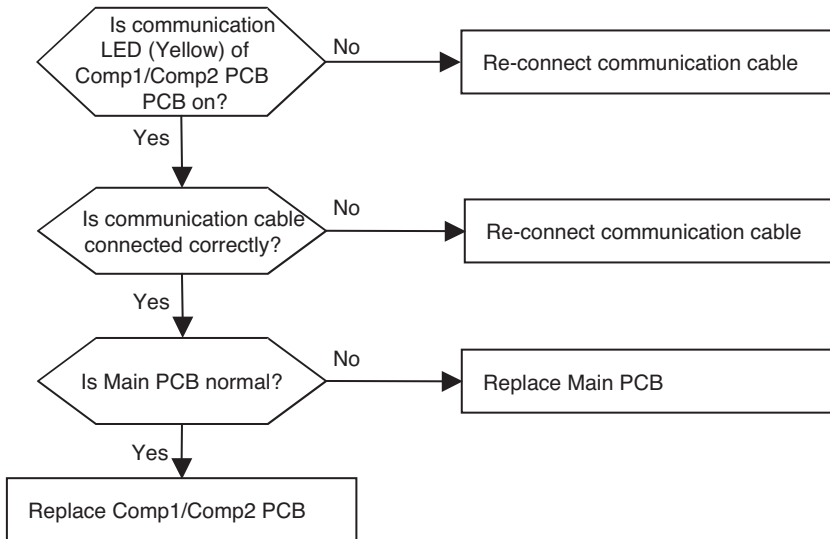 Is communication
LED (Yellow) of
Comp1/Comp2 PCB
PCB on?
No
Re-connect communication cable
Yes
Is communication cable
connected correctly?
No
Re-connect communication cable
Yes
Is Main PCB normal?
No
Replace Main PCB
Yes
Replace Comp1/Comp2 PCB